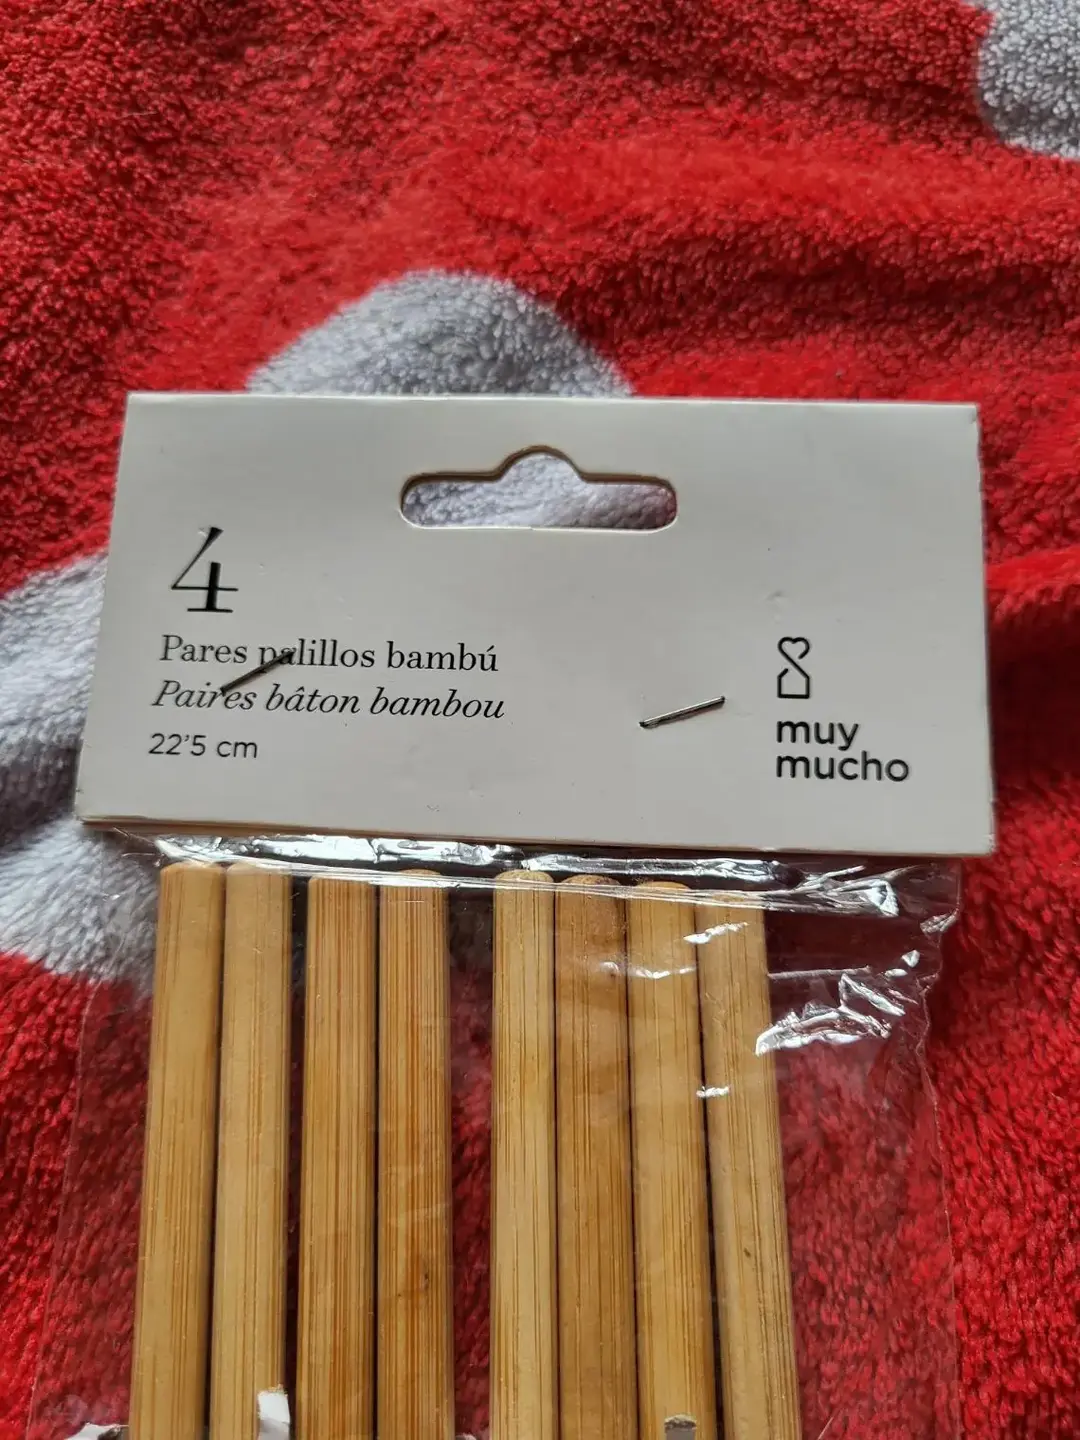 4
Pares palillos bambú
Paires bâton bambou
22'5 cm
muy
mucho